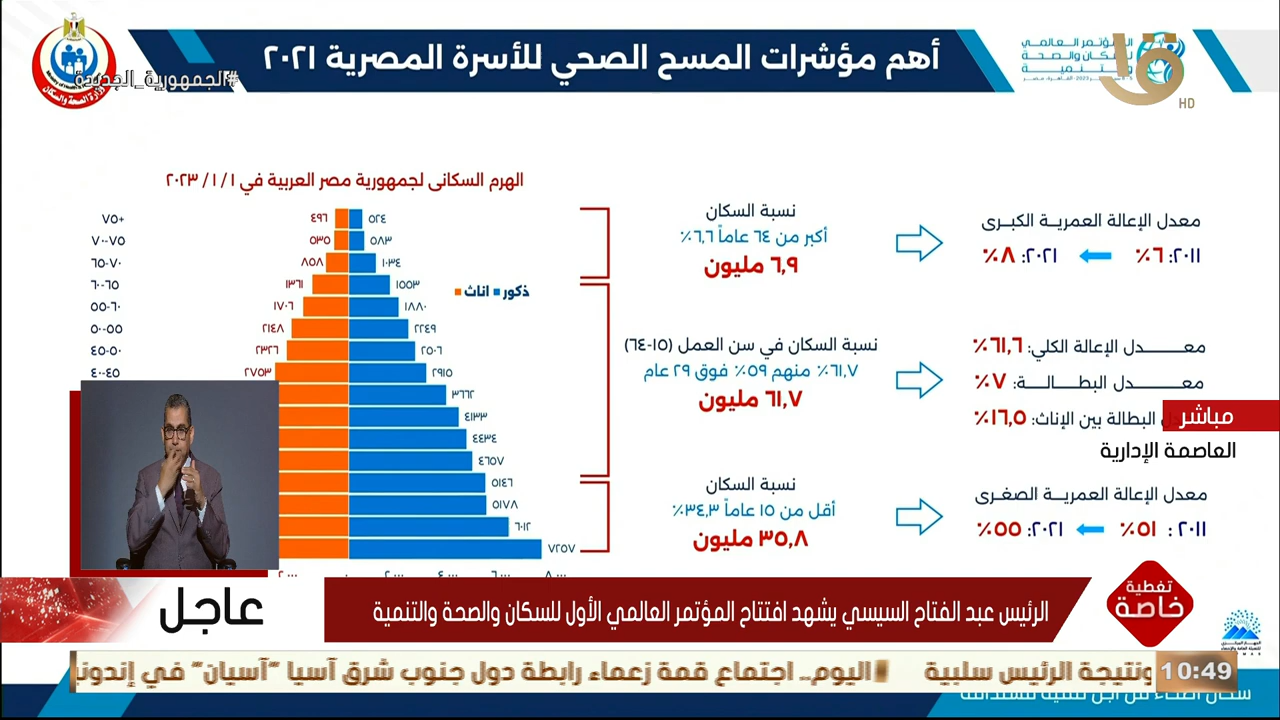 أهم مؤشرات المسح الصحي للأسرة المصرية ٢٠٢١
#الجمهورية_الجديدة
وزارة الصحة والسكان
HD
الهرم السكانى لجمهورية مصر العربية في ١ / ١ / ٢٠٢٣
ذكور
اناث
+٧٥ ٤٩٦ ٥٢٤
٧٠-٧٥ ٥٣٥ ٥٨٣
٦٥-٧٠ ٨٥٨ ١٠٣٤
٦٠-٦٥ ١٣٦١ ١٥٥٣
٥٥-٦٠ ١٧٠٦ ١٨٨٠
٥٠-٥٥ ٢١٤٨ ٢٢٤٩
٤٥-٥٠ ٢٣٢٦ ٢٥٠٦
٤٠-٤٥ ٢٧٥٣ ٢٩١٥
٣٦٦٢
٤١٣٣
٤٤٣٤
٤٦٥٧
٥١٤٦
٥١٧٨
٦٠١٢
٧٢٥٧
نسبة السكان
أكبر من ٦٤ عاماً ٦,٦٪
٦,٩ مليون
معدل الإعالة العمرية الكبرى
٢٠١١: ٦٪ ٢٠٢١: ٨٪
نسبة السكان في سن العمل (١٥-٦٤)
٦١,٧٪ منهم ٥٩٪ فوق ٢٩ عام
٦١,٧ مليون
معـــدل الإعالة الكلي: ٦١,٦٪
معـــدل البطـــالـــة: ٧٪
البطالة بين الإناث: ١٦,٥٪
نسبة السكان
أقل من ١٥ عاماً ٣٤,٣٪
٣٥,٨ مليون
معدل الإعالة العمرية الصغرى
٢٠١١ : ٥١٪ ٢٠٢١: ٥٥٪
مباشر
العاصمة الإدارية
تغطية
خاصة
الرئيس عبد الفتاح السيسي يشهد افتتاح المؤتمر العالمي الأول للسكان والصحة والتنمية
عاجل
10:49
ونتيجة الرئيس سلبية اليوم.. اجتماع قمة زعماء رابطة دول جنوب شرق آسيا "آسيان" في